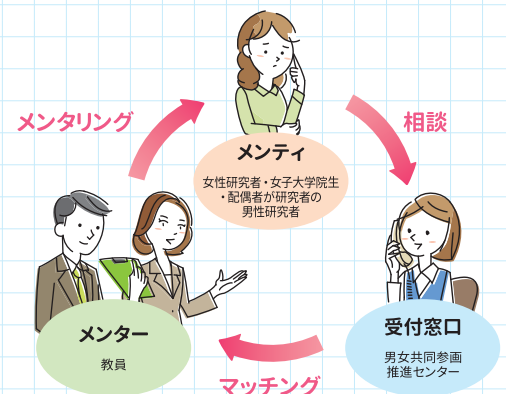 メンタリング
相談
メンティ
女性研究者・女子大学院生
・配偶者が研究者の
男性研究者
メンター
教員
受付窓口
男女共同参画
推進センター
マッチング